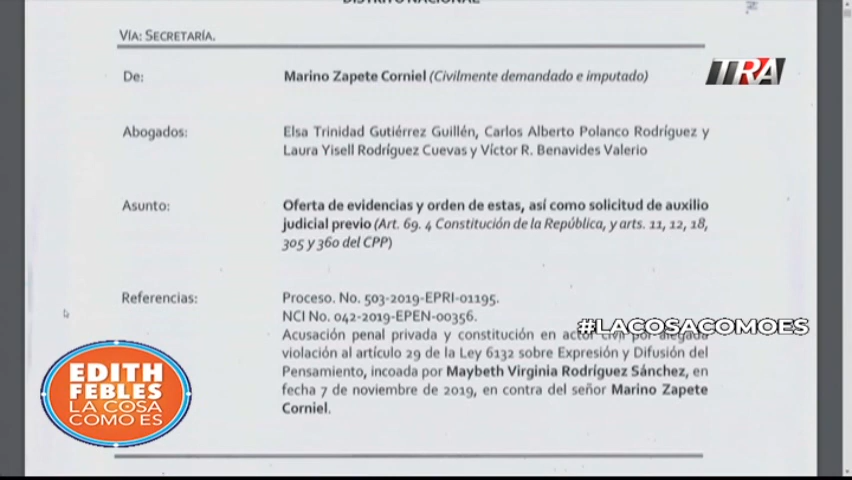 DISTRITO NACIONAL
VÍA: SECRETARÍA.
De:
Marino Zapete Corniel (Civilmente demandado e imputado)
TRA
Abogados:
Elsa Trinidad Gutiérrez Guillén, Carlos Alberto Polanco Rodríguez y
Laura Yisell Rodríguez Cuevas y Víctor R. Benavides Valerio
Asunto:
Oferta de evidencias y orden de estas, así como solicitud de auxilio
judicial previo (Art. 69. 4 Constitución de la República, y arts. 11, 12, 18,
305 y 360 del CPP)
Referencias:
Proceso. No. 503-2019-EPRI-01195.
NCI No. 042-2019-EPEN-00356.
#LACOSACOMOES
Acusación penal privada y constitución en actor civil por alegada
violación al artículo 29 de la Ley 6132 sobre Expresión y Difusión del
Pensamiento, incoada por Maybeth Virginia Rodríguez Sánchez, en
fecha 7 de noviembre de 2019, en contra del señor Marino Zapete
Corniel.
EDITH
FEBLES
LA COSA
COMO ES